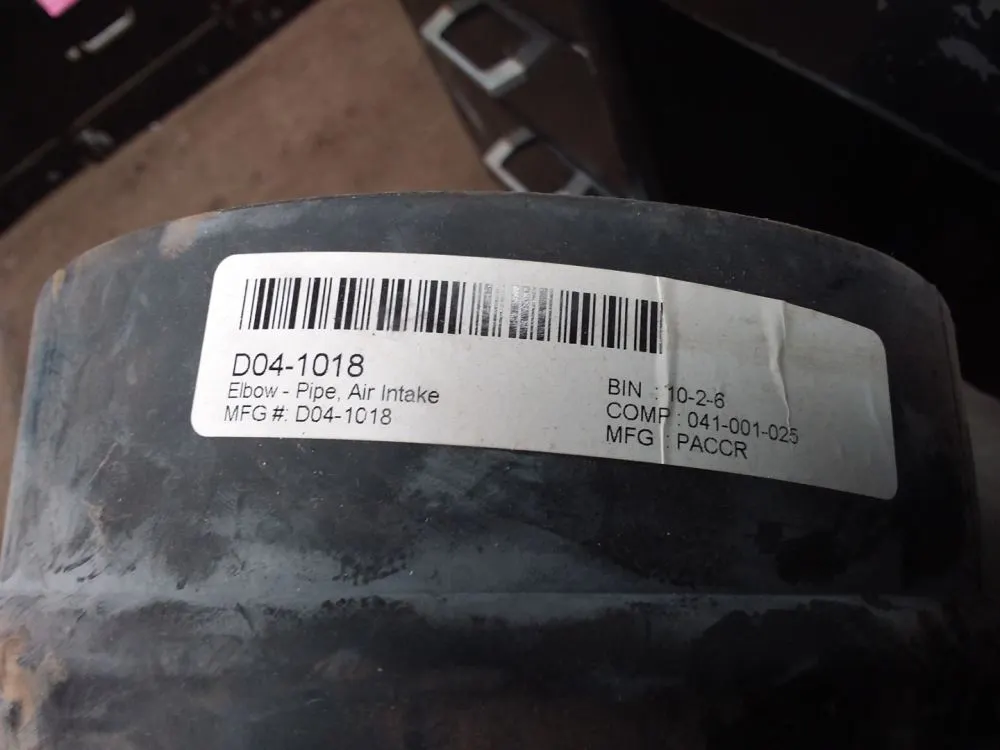 D04-1018
Elbow - Pipe, Air Intake
MFG #: D04-1018
BIN : 10-2-6
COMP : 041-001-025
MFG : PACCR